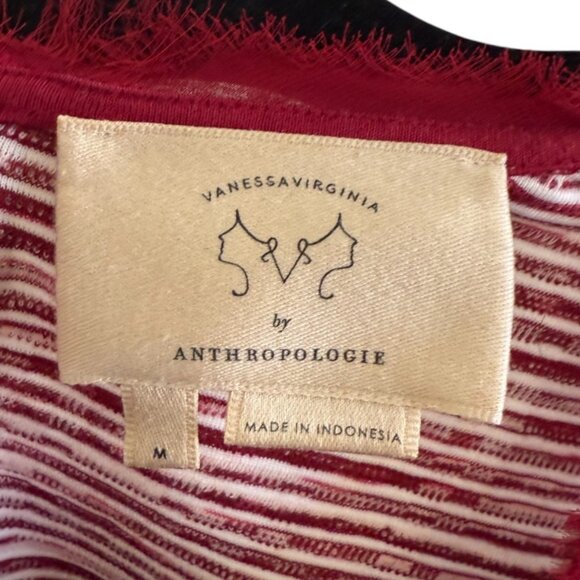 VANESSAVIRGINIA
by
ANTHROPOLOGIE
M
MADE IN INDONESIA